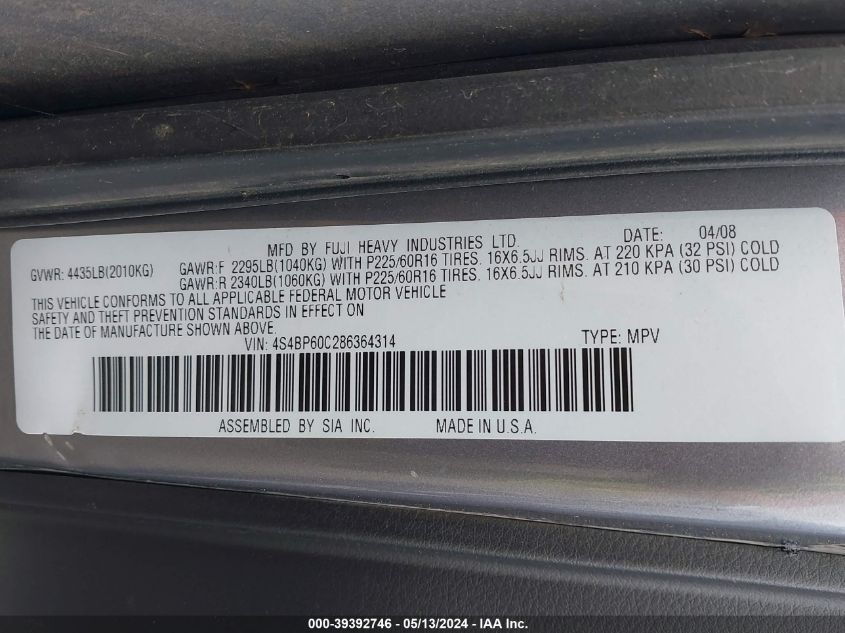 MFD BY FUJI HEAVY INDUSTRIES LTD. DATE: 04/08
GVWR: 4435LB(2010KG) GAWR:F 2295LB(1040KG) WITH P225/60R16 TIRES. 16X6.5JJ RIMS. AT 220 KPA (32 PSI) COLD
GAWR:R 2340LB(1060KG) WITH P225/60R16 TIRES. 16X6.5JJ RIMS. AT 210 KPA (30 PSI) COLD
THIS VEHICLE CONFORMS TO ALL APPLICABLE FEDERAL MOTOR VEHICLE
SAFETY AND THEFT PREVENTION STANDARDS IN EFFECT ON
THE DATE OF MANUFACTURE SHOWN ABOVE.
VIN: 4S4BP60C286364314 TYPE: MPV
ASSEMBLED BY SIA INC. MADE IN U.S.A.
000-39392746 - 05/13/2024 - IAA Inc.